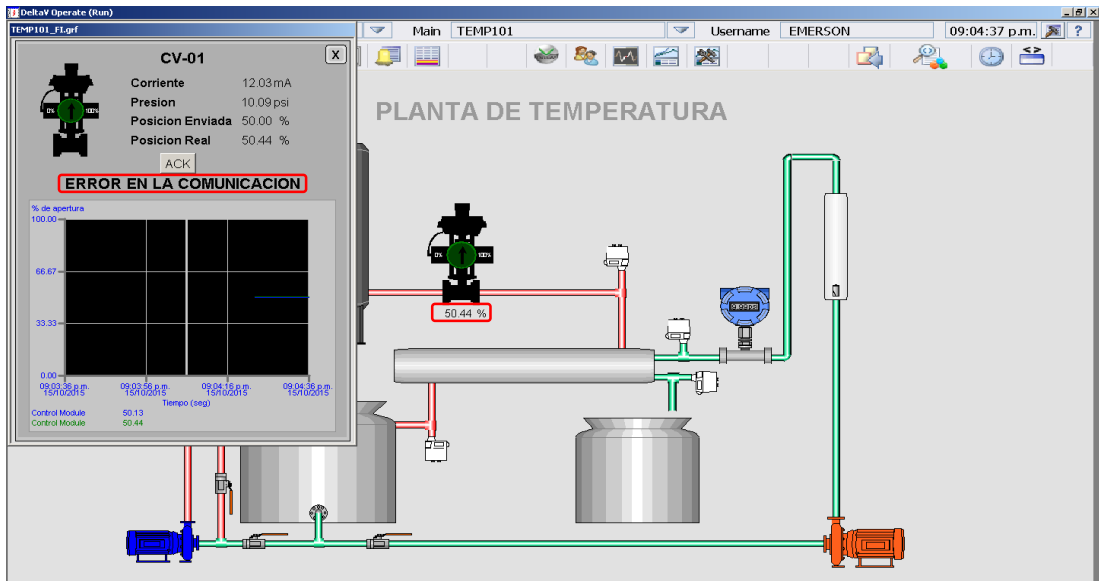 DeltaV Operate (Run)
TEMP101_FI.grf
Main TEMP101 Username EMERSON 09:04:37 p.m. ?
CV-01 X
Corriente 12.03 mA
Presion 10.09 psi
Posicion Enviada 50.00 %
Posicion Real 50.44 %
0% 100%
ACK
ERROR EN LA COMUNICACION
% de apertura
100.00
66.67
33.33
0.00
09:03:36 p.m. 09:03:56 p.m. 09:04:16 p.m. 09:04:36 p.m.
15/10/2015 15/10/2015 15/10/2015 15/10/2015
Tiempo (seg)
Control Module 50.13
Control Module 50.44
PLANTA DE TEMPERATURA
0% 100%
50.44 %